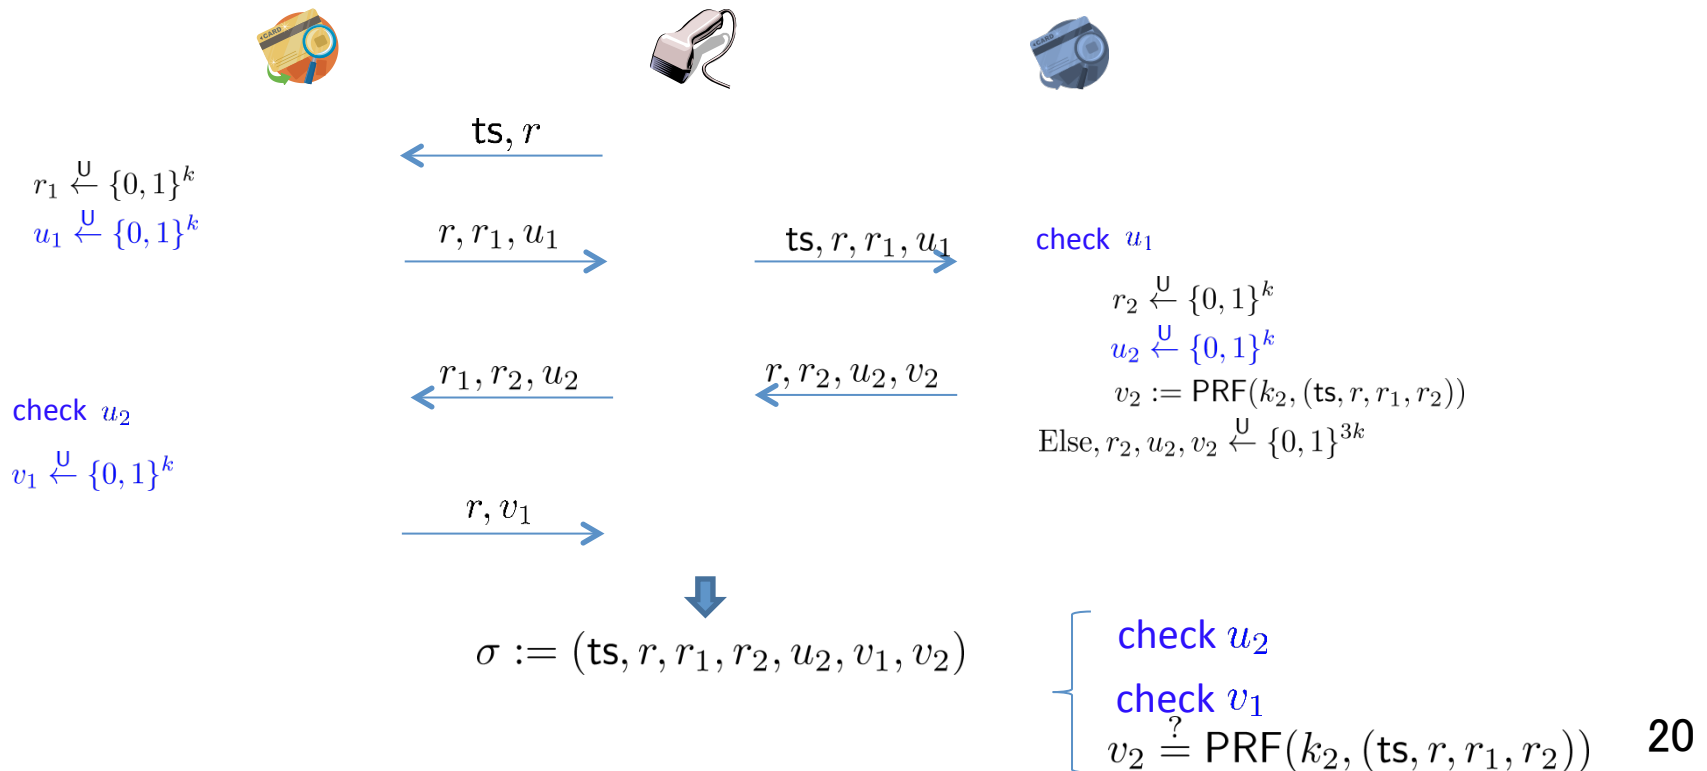 ts, r
r₁ ←ᵁ {0, 1}ᵏ
u₁ ←ᵁ {0, 1}ᵏ
r, r₁, u₁
ts, r, r₁, u₁
check u₁
r₂ ←ᵁ {0, 1}ᵏ
u₂ ←ᵁ {0, 1}ᵏ
v₂ := PRF(k₂, (ts, r, r₁, r₂))
Else, r₂, u₂, v₂ ←ᵁ {0, 1}³ᵏ
r, r₂, u₂, v₂
r₁, r₂, u₂
check u₂
v₁ ←ᵁ {0, 1}ᵏ
r, v₁
σ := (ts, r, r₁, r₂, u₂, v₁, v₂)
check u₂
check v₁
v₂ ≟ PRF(k₂, (ts, r, r₁, r₂))
20